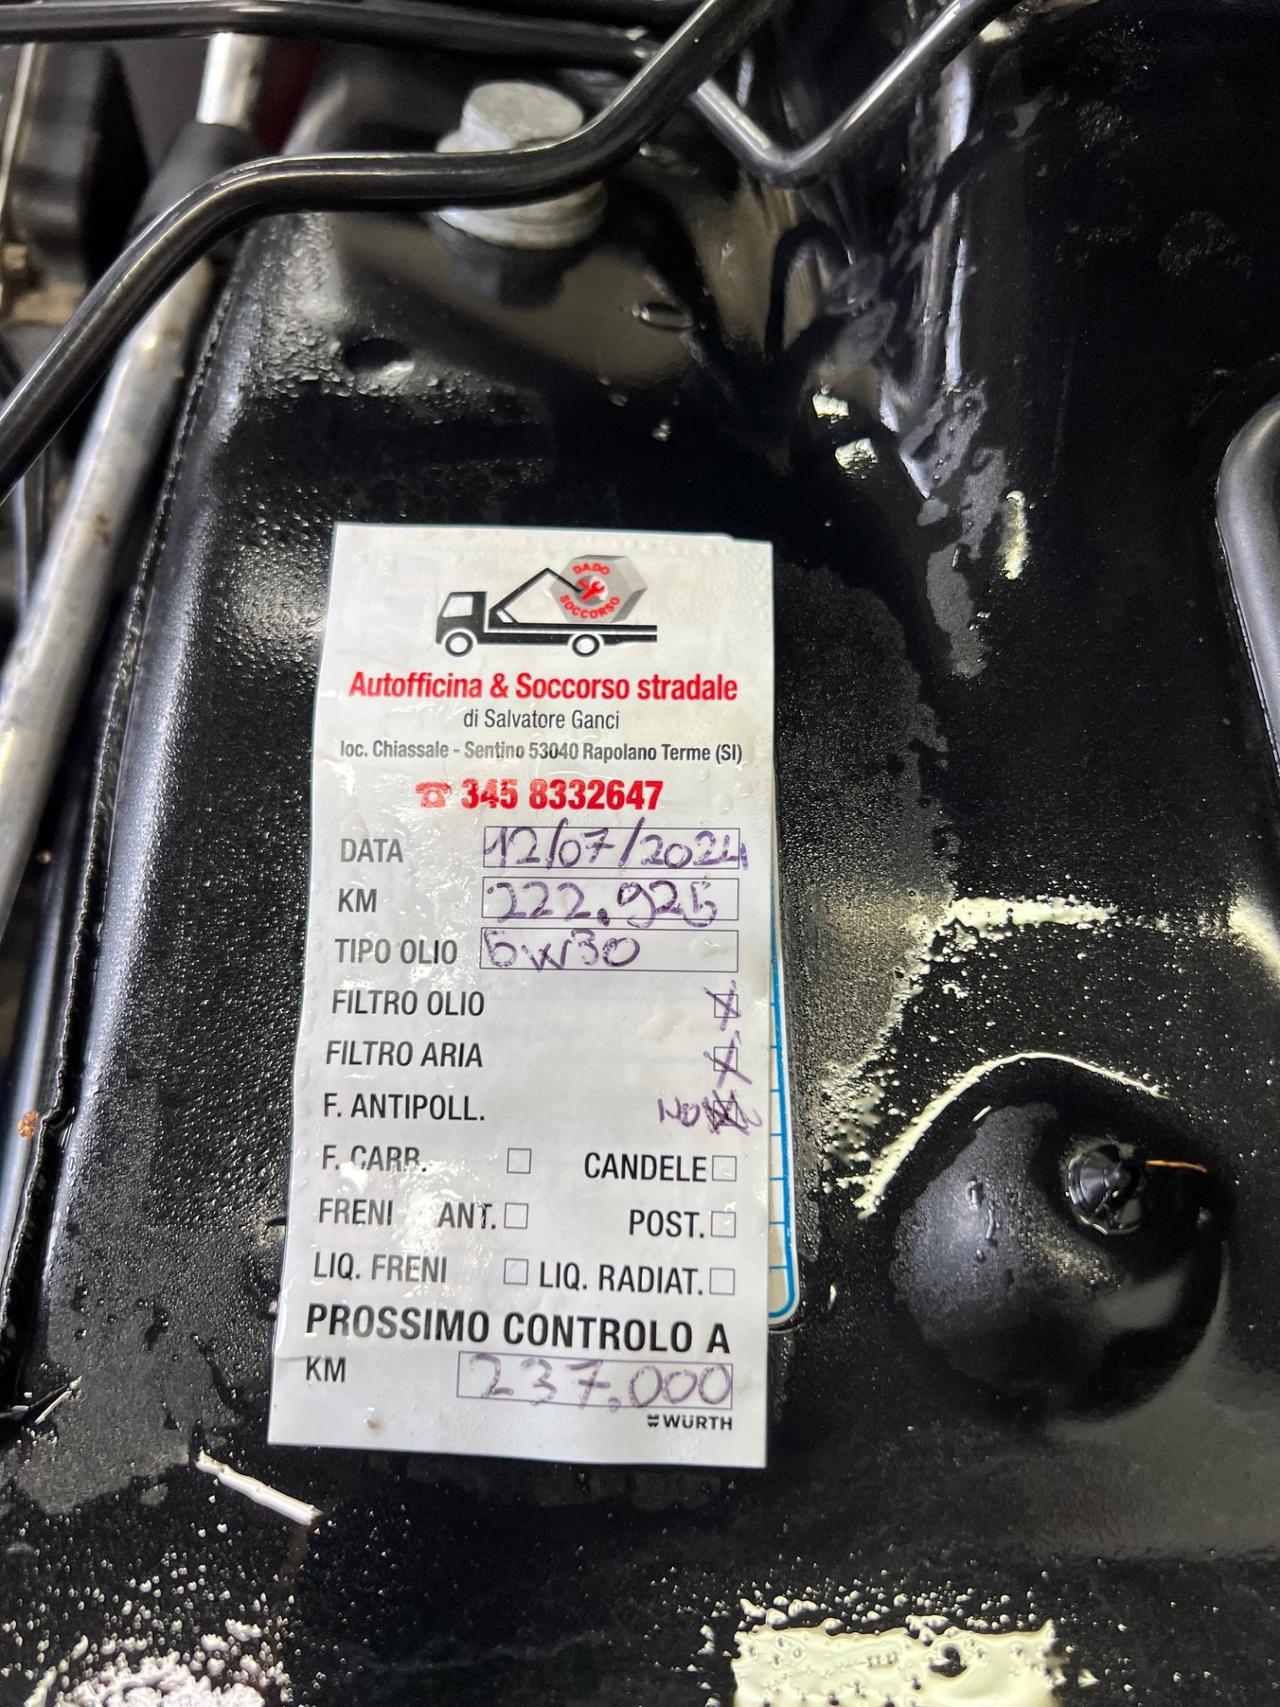 DADO
SOCCORSO
Autofficina & Soccorso stradale
di Salvatore Ganci
loc. Chiassale - Sentino 53040 Rapolano Terme (SI)
☎ 345 8332647
DATA 12/07/2024
KM 222.925
TIPO OLIO 5W30
FILTRO OLIO X
FILTRO ARIA X
F. ANTIPOLL. NO
F. CARB. ☐ CANDELE ☐
FRENI ANT. ☐ POST. ☐
LIQ. FRENI ☐ LIQ. RADIAT. ☐
PROSSIMO CONTROLO A
KM 237.000
WÜRTH